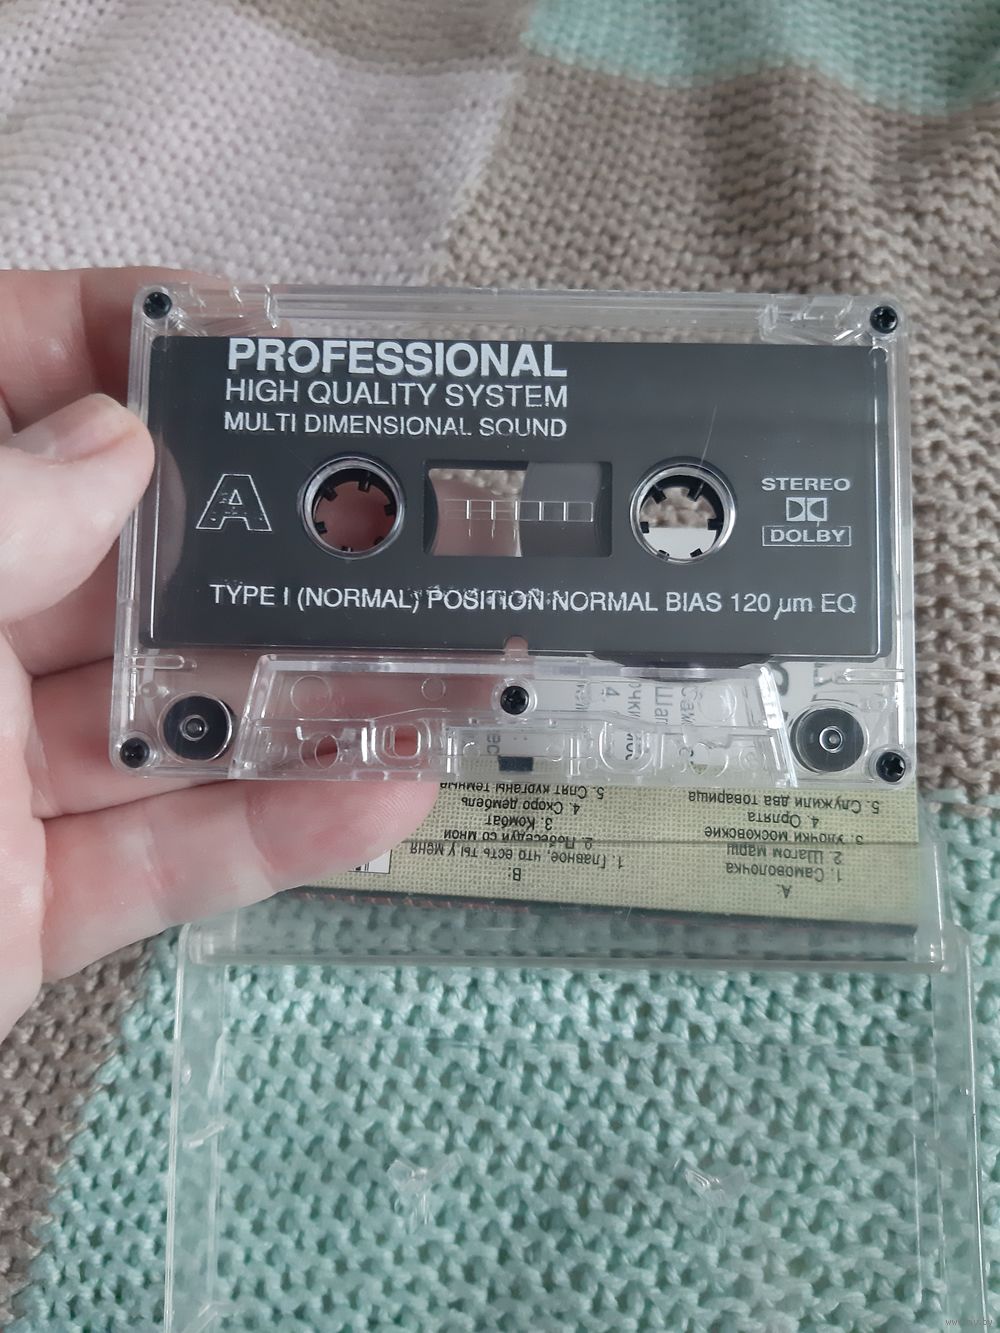 PROFESSIONAL
HIGH QUALITY SYSTEM
MULTI DIMENSIONAL SOUND
A
STEREO
DOLBY
TYPE I (NORMAL) POSITION NORMAL BIAS 120 µm EQ
A:
1. Самоволочка
2. Шагом марш
3. Улочки московские
4. Орлята
5. Служили два товарища
B:
1. Главное, что есть ты у меня
2. Побеседуй со мной
3. Комбат
4. Скоро дембель
5. Спят курганы темные